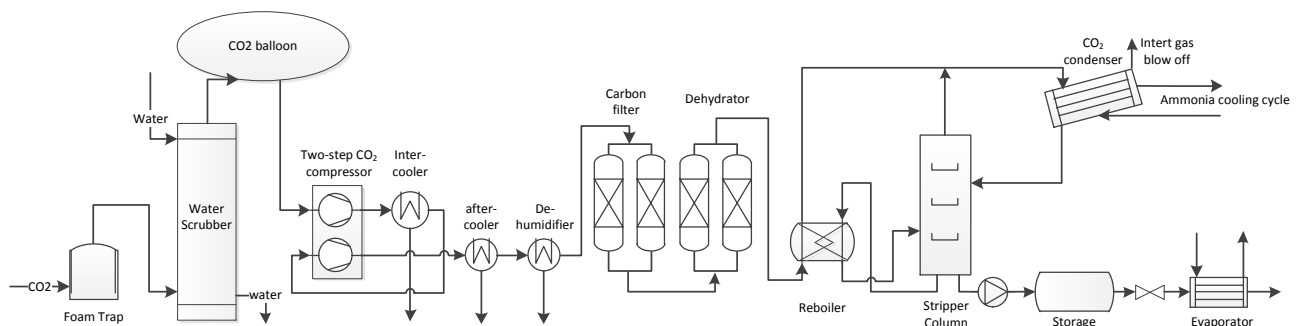 CO2 balloon
CO₂
condenser
Intert gas
blow off
Ammonia cooling cycle
Water
Carbon
filter
Dehydrator
Two-step CO₂
compressor
Inter-
cooler
Water
Scrubber
after-
cooler
De-
humidifier
CO2
water
Foam Trap
Reboiler
Stripper
Column
Storage
Evaporator